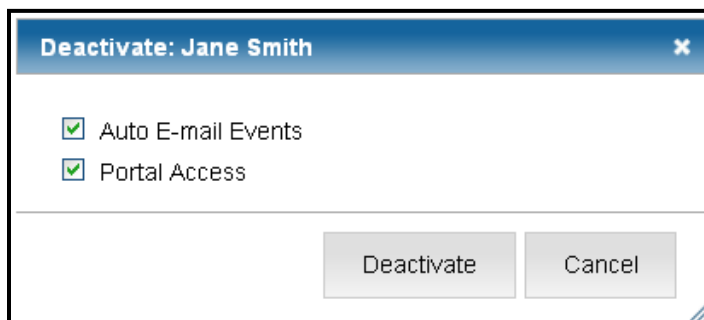 Deactivate: Jane Smith
Auto E-mail Events
Portal Access
Deactivate Cancel